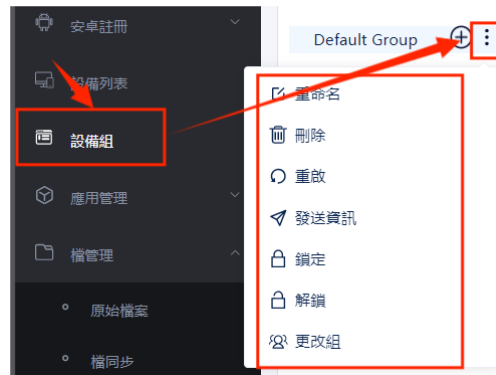 安卓註冊
設備列表
設備組
應用管理
檔管理
原始檔案
檔同步
Default Group
重命名
刪除
重啟
發送資訊
鎖定
解鎖
更改組